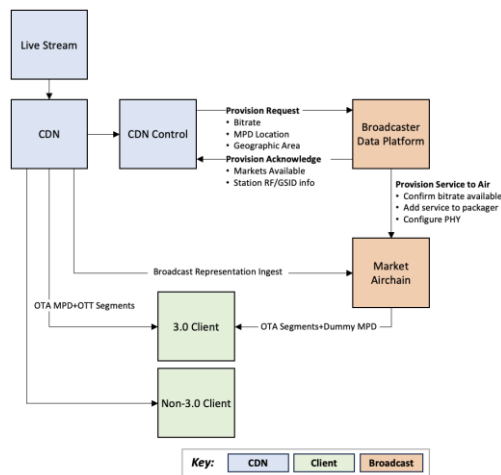 Live Stream
CDN
CDN Control
Provision Request
• Bitrate
• MPD Location
• Geographic Area
Provision Acknowledge
• Markets Available
• Station RF/GSID info
Broadcaster
Data Platform
Provision Service to Air
• Confirm bitrate available
• Add service to packager
• Configure PHY
Broadcast Representation Ingest
Market
Airchain
OTA MPD+OTT Segments
3.0 Client
OTA Segments+Dummy MPD
Non-3.0 Client
Key:
CDN
Client
Broadcast